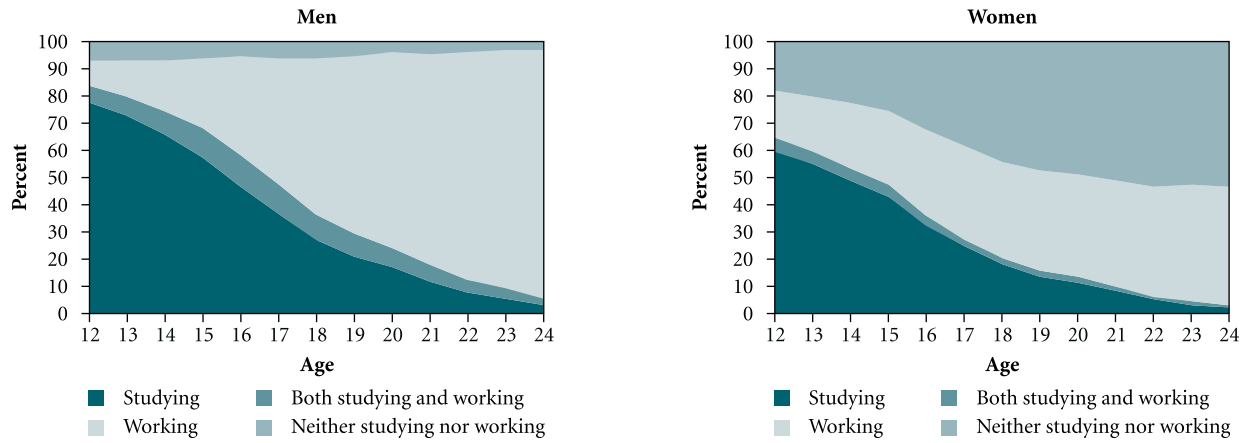 Men
Percent
100
90
80
70
60
50
40
30
20
10
0
12 13 14 15 16 17 18 19 20 21 22 23 24
Age
Studying
Both studying and working
Working
Neither studying nor working
Women
Percent
100
90
80
70
60
50
40
30
20
10
0
12 13 14 15 16 17 18 19 20 21 22 23 24
Age
Studying
Both studying and working
Working
Neither studying nor working